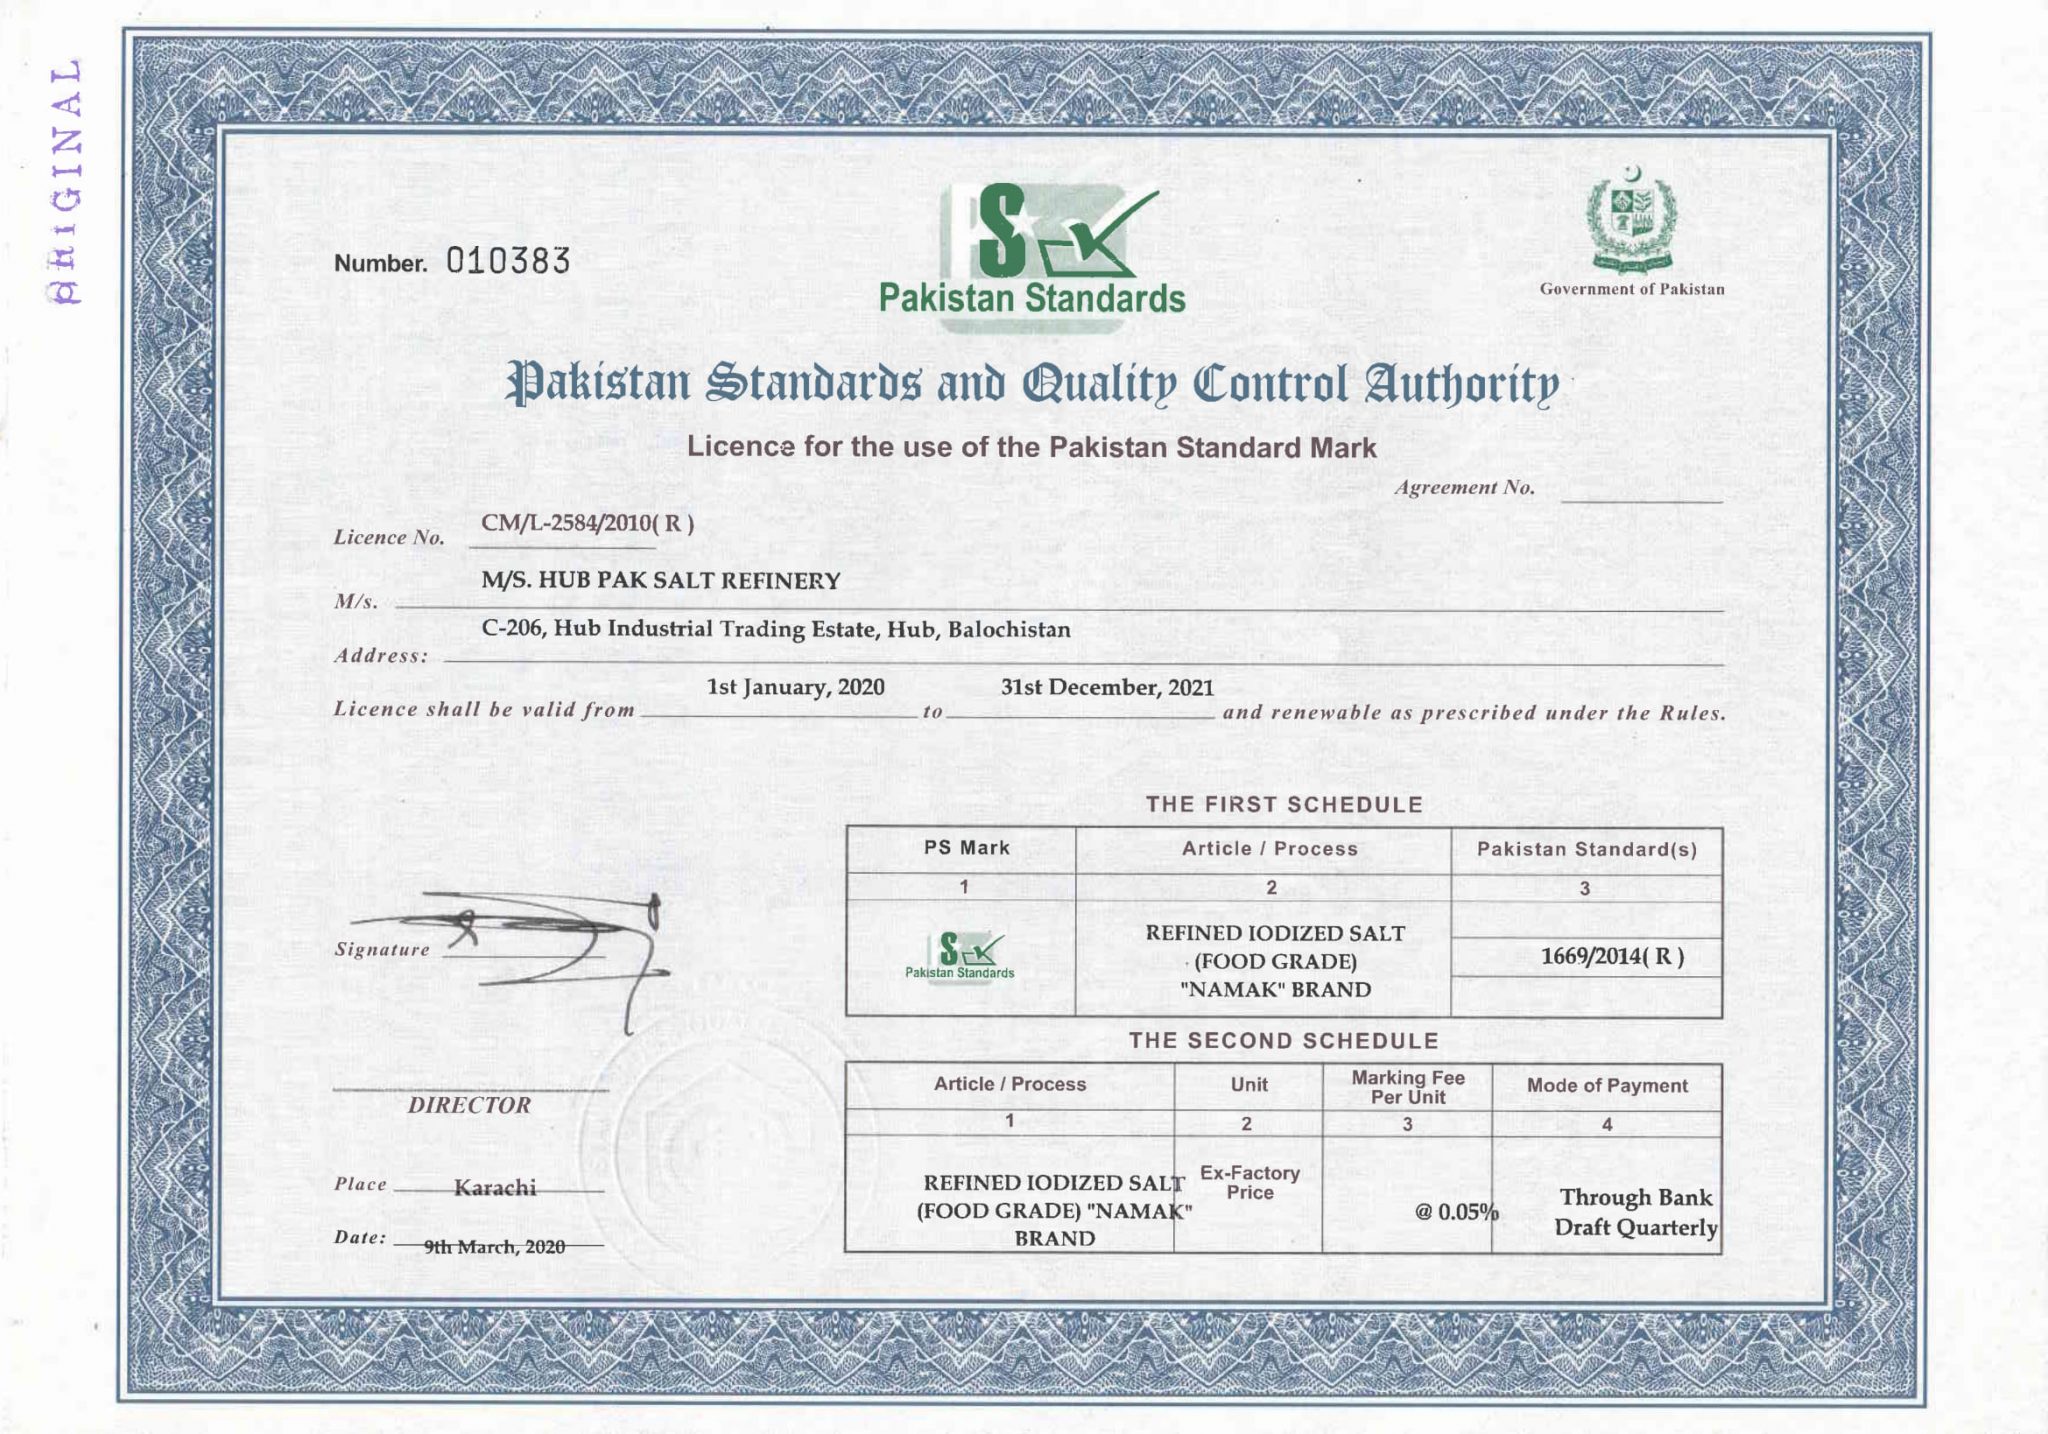 ORIGINAL
Number. 010383
PS
Pakistan Standards
Government of Pakistan
Pakistan Standards and Quality Control Authority
Licence for the use of the Pakistan Standard Mark
Agreement No.
Licence No. CM/L-2584/2010( R )
M/s. M/S. HUB PAK SALT REFINERY
Address: C-206, Hub Industrial Trading Estate, Hub, Balochistan
Licence shall be valid from 1st January, 2020 to 31st December, 2021 and renewable as prescribed under the Rules.
THE FIRST SCHEDULE
PS Mark Article / Process Pakistan Standard(s)
1 2 3
S
Pakistan Standards
REFINED IODIZED SALT
(FOOD GRADE)
"NAMAK" BRAND
1669/2014( R )
THE SECOND SCHEDULE
Article / Process Unit Marking Fee Per Unit Mode of Payment
1 2 3 4
REFINED IODIZED SALT
(FOOD GRADE) "NAMAK"
BRAND
Ex-Factory
Price
@ 0.05%
Through Bank
Draft Quarterly
Signature
DIRECTOR
Place Karachi
Date: 9th March, 2020